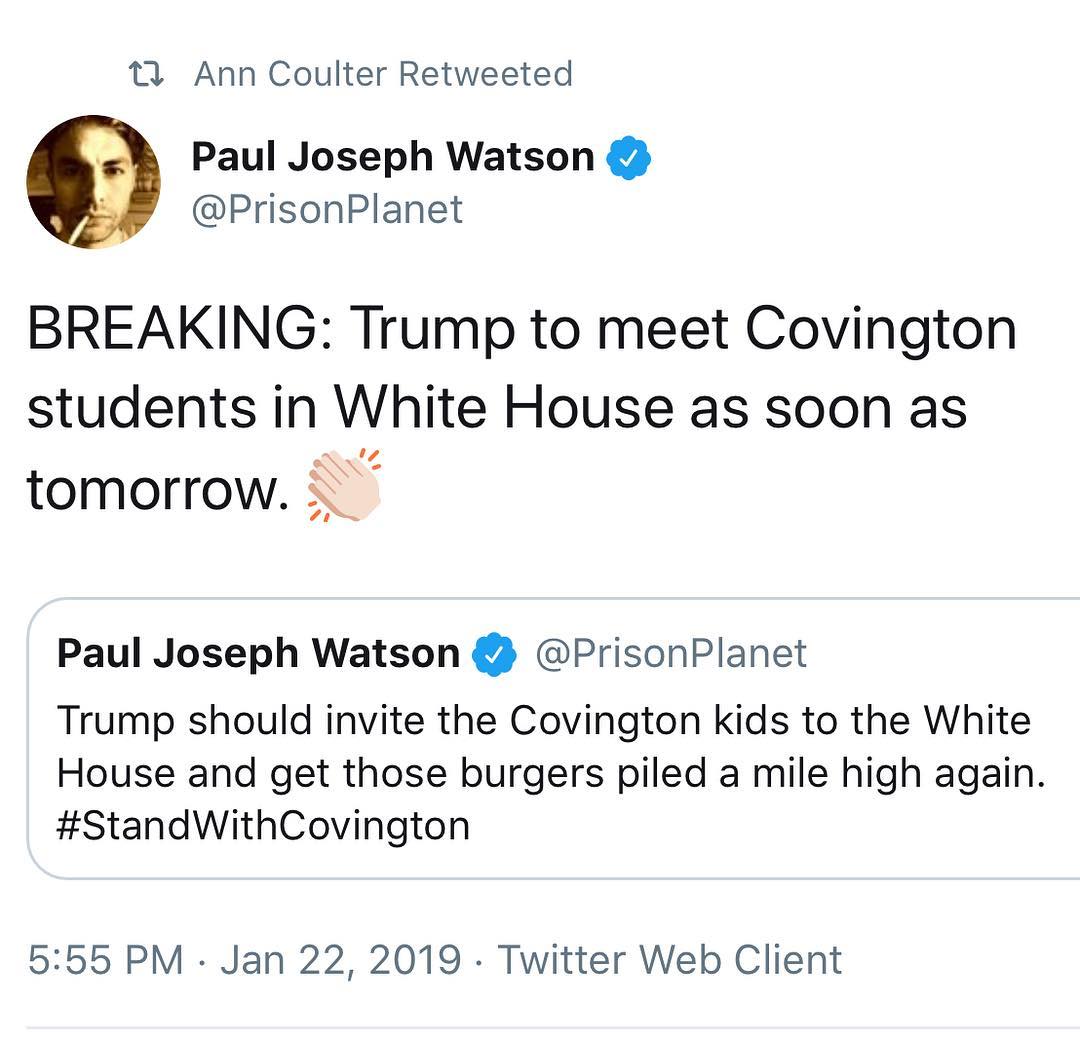 Ann Coulter Retweeted
Paul Joseph Watson
@PrisonPlanet
BREAKING: Trump to meet Covington
students in White House as soon as
tomorrow. 👏🏻
Paul Joseph Watson @PrisonPlanet
Trump should invite the Covington kids to the White
House and get those burgers piled a mile high again.
#StandWithCovington
5:55 PM · Jan 22, 2019 · Twitter Web Client